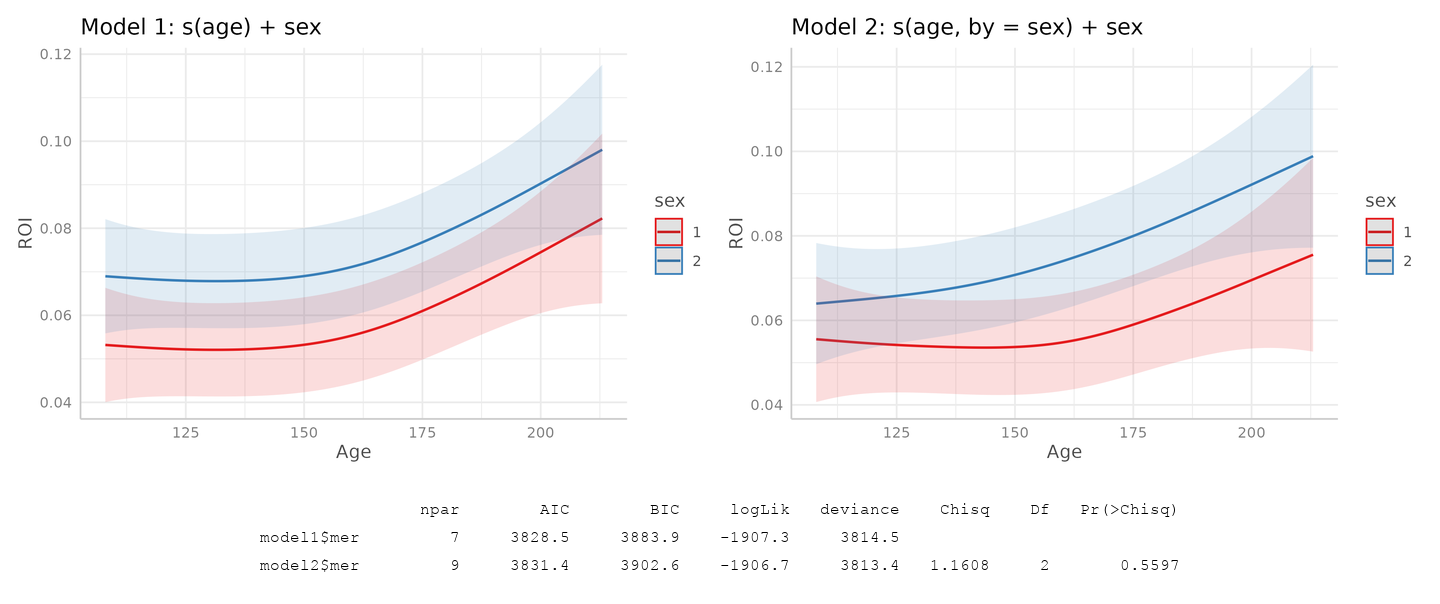 Model 1: s(age) + sex
0.12
0.10
0.08
0.06
0.04
ROI
125 150 175 200
Age
sex
1
2
Model 2: s(age, by = sex) + sex
0.12
0.10
0.08
0.06
0.04
ROI
125 150 175 200
Age
sex
1
2
npar AIC BIC logLik deviance Chisq Df Pr(>Chisq)
model1$mer 7 3828.5 3883.9 -1907.3 3814.5
model2$mer 9 3831.4 3902.6 -1906.7 3813.4 1.1608 2 0.5597